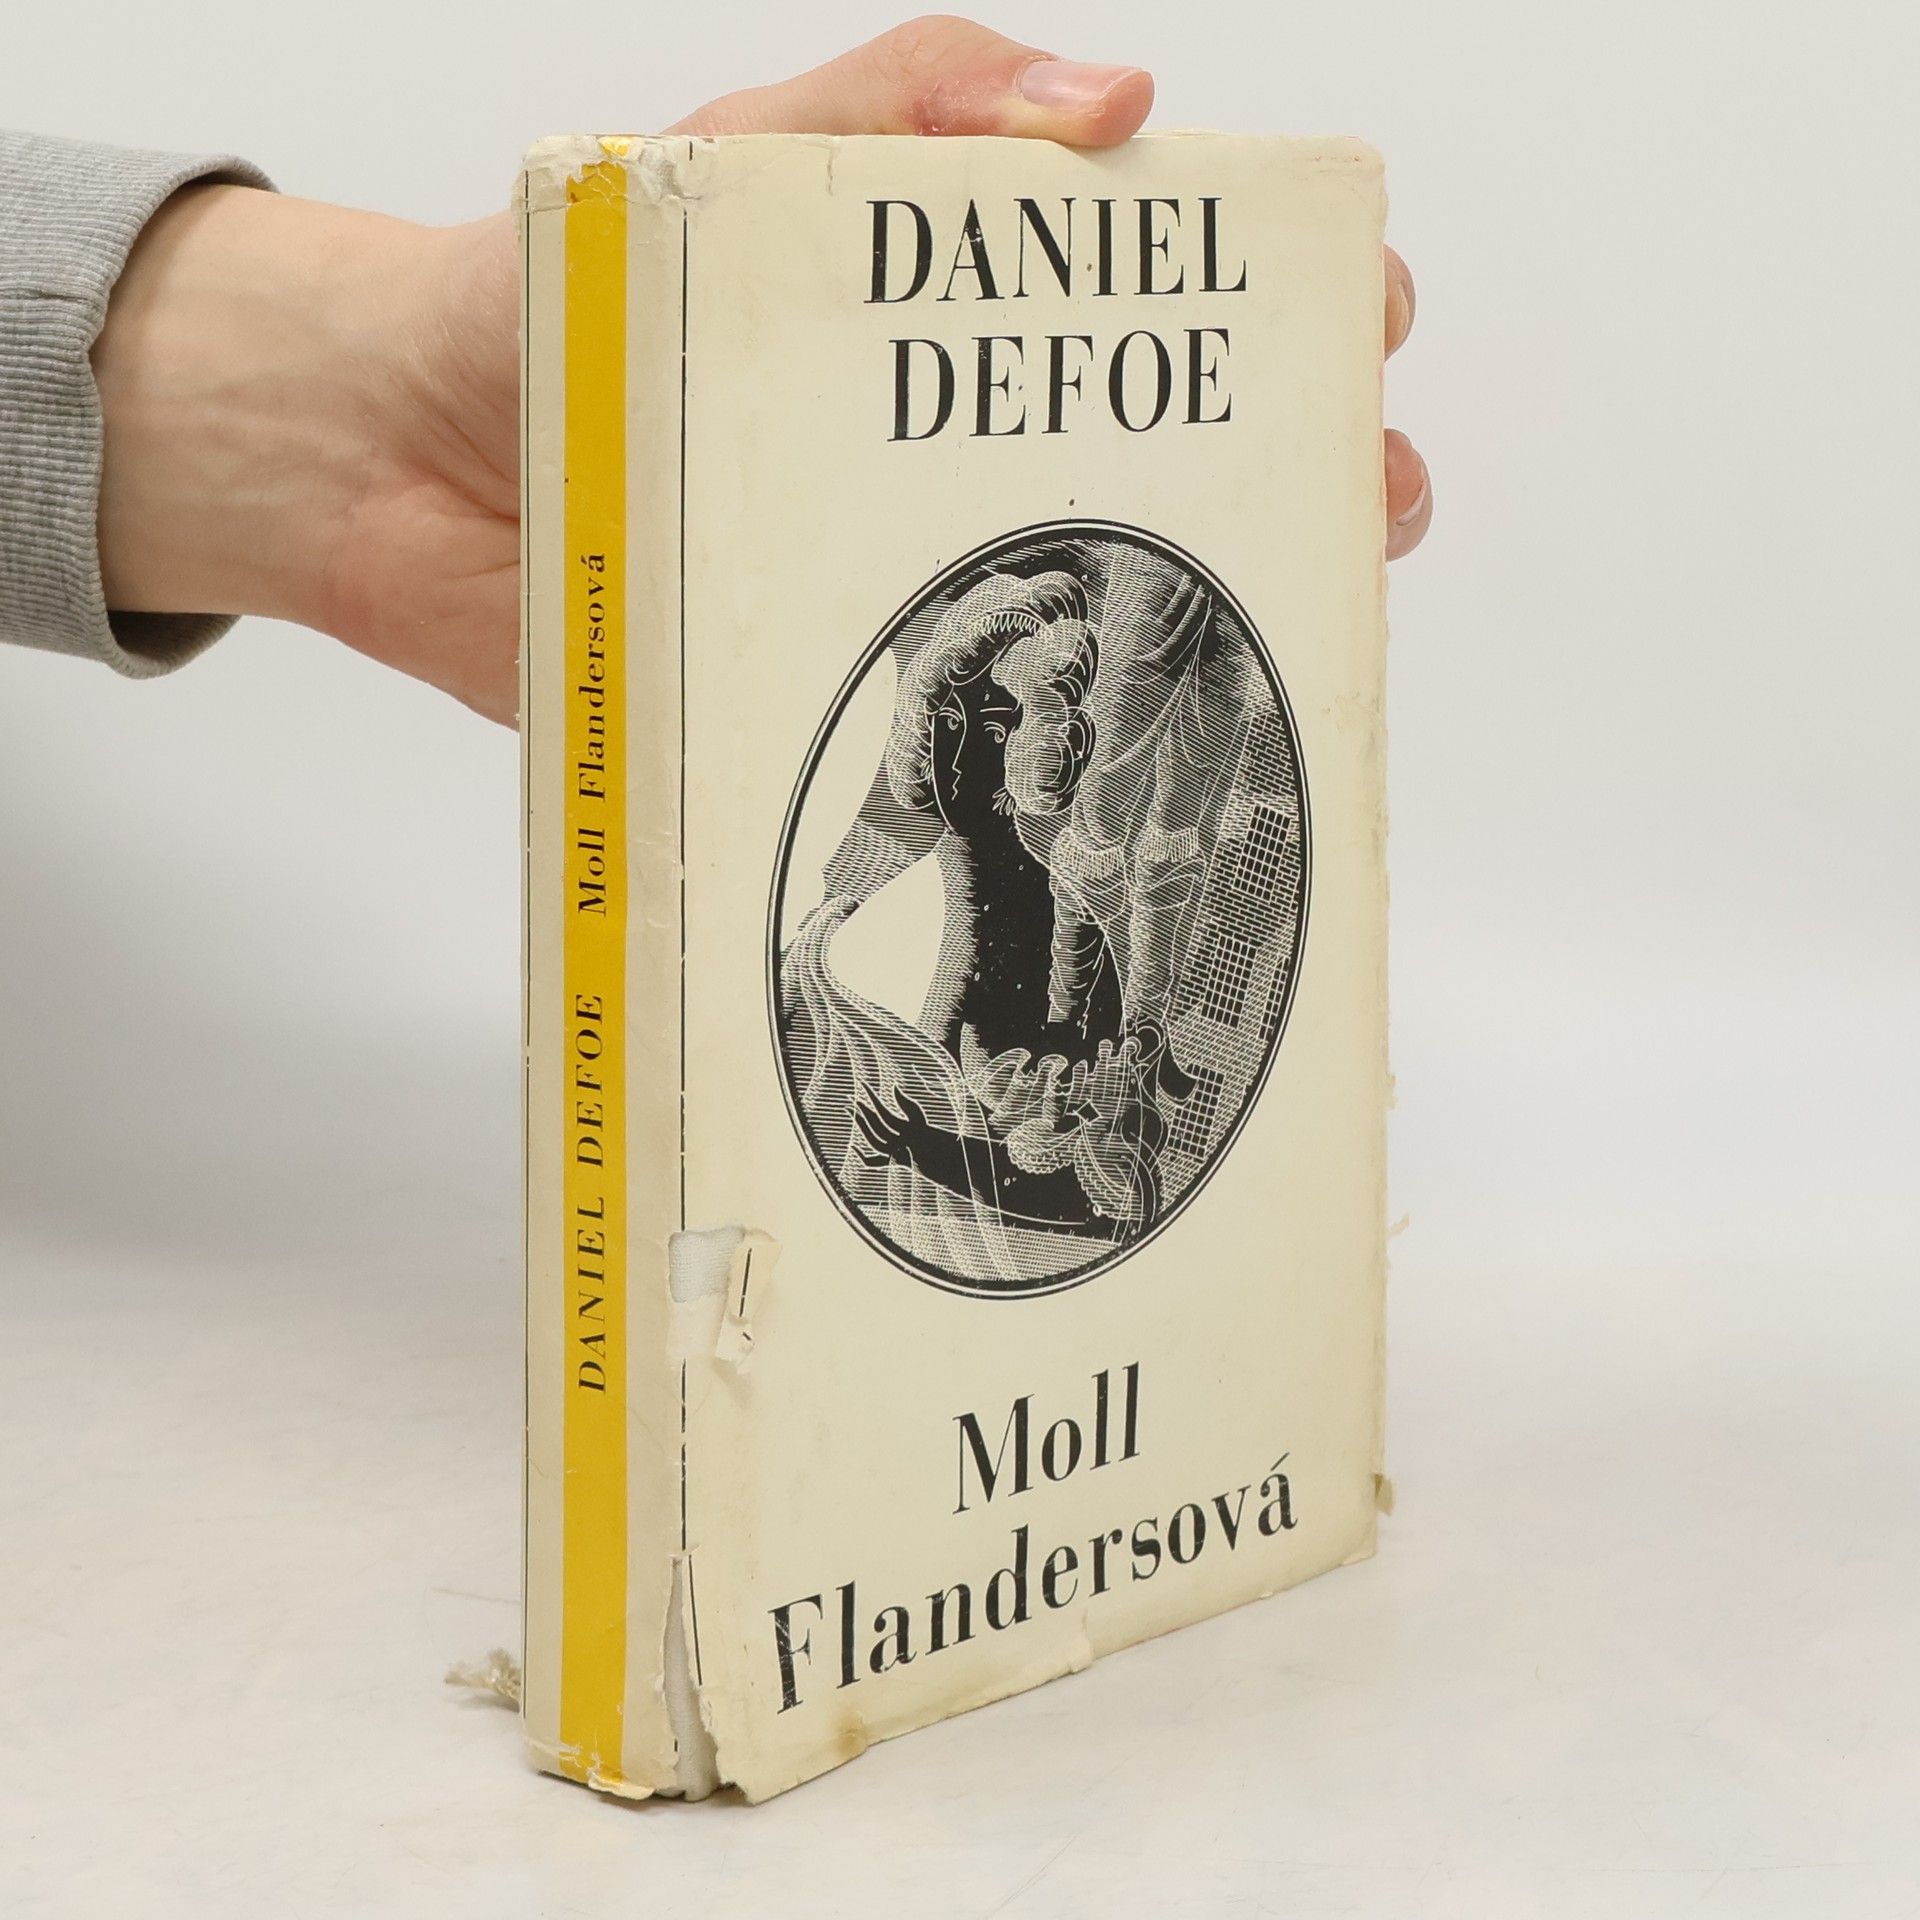 DANIEL DEFOE Moll Flandersová
DANIEL
DEFOE
Moll
Flandersová